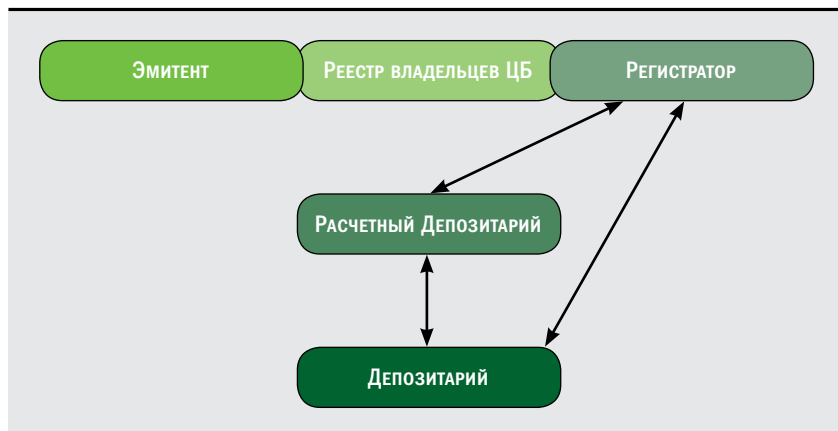 Эмитент
Реестр владельцев ЦБ
Регистратор
Расчетный Депозитарий
Депозитарий